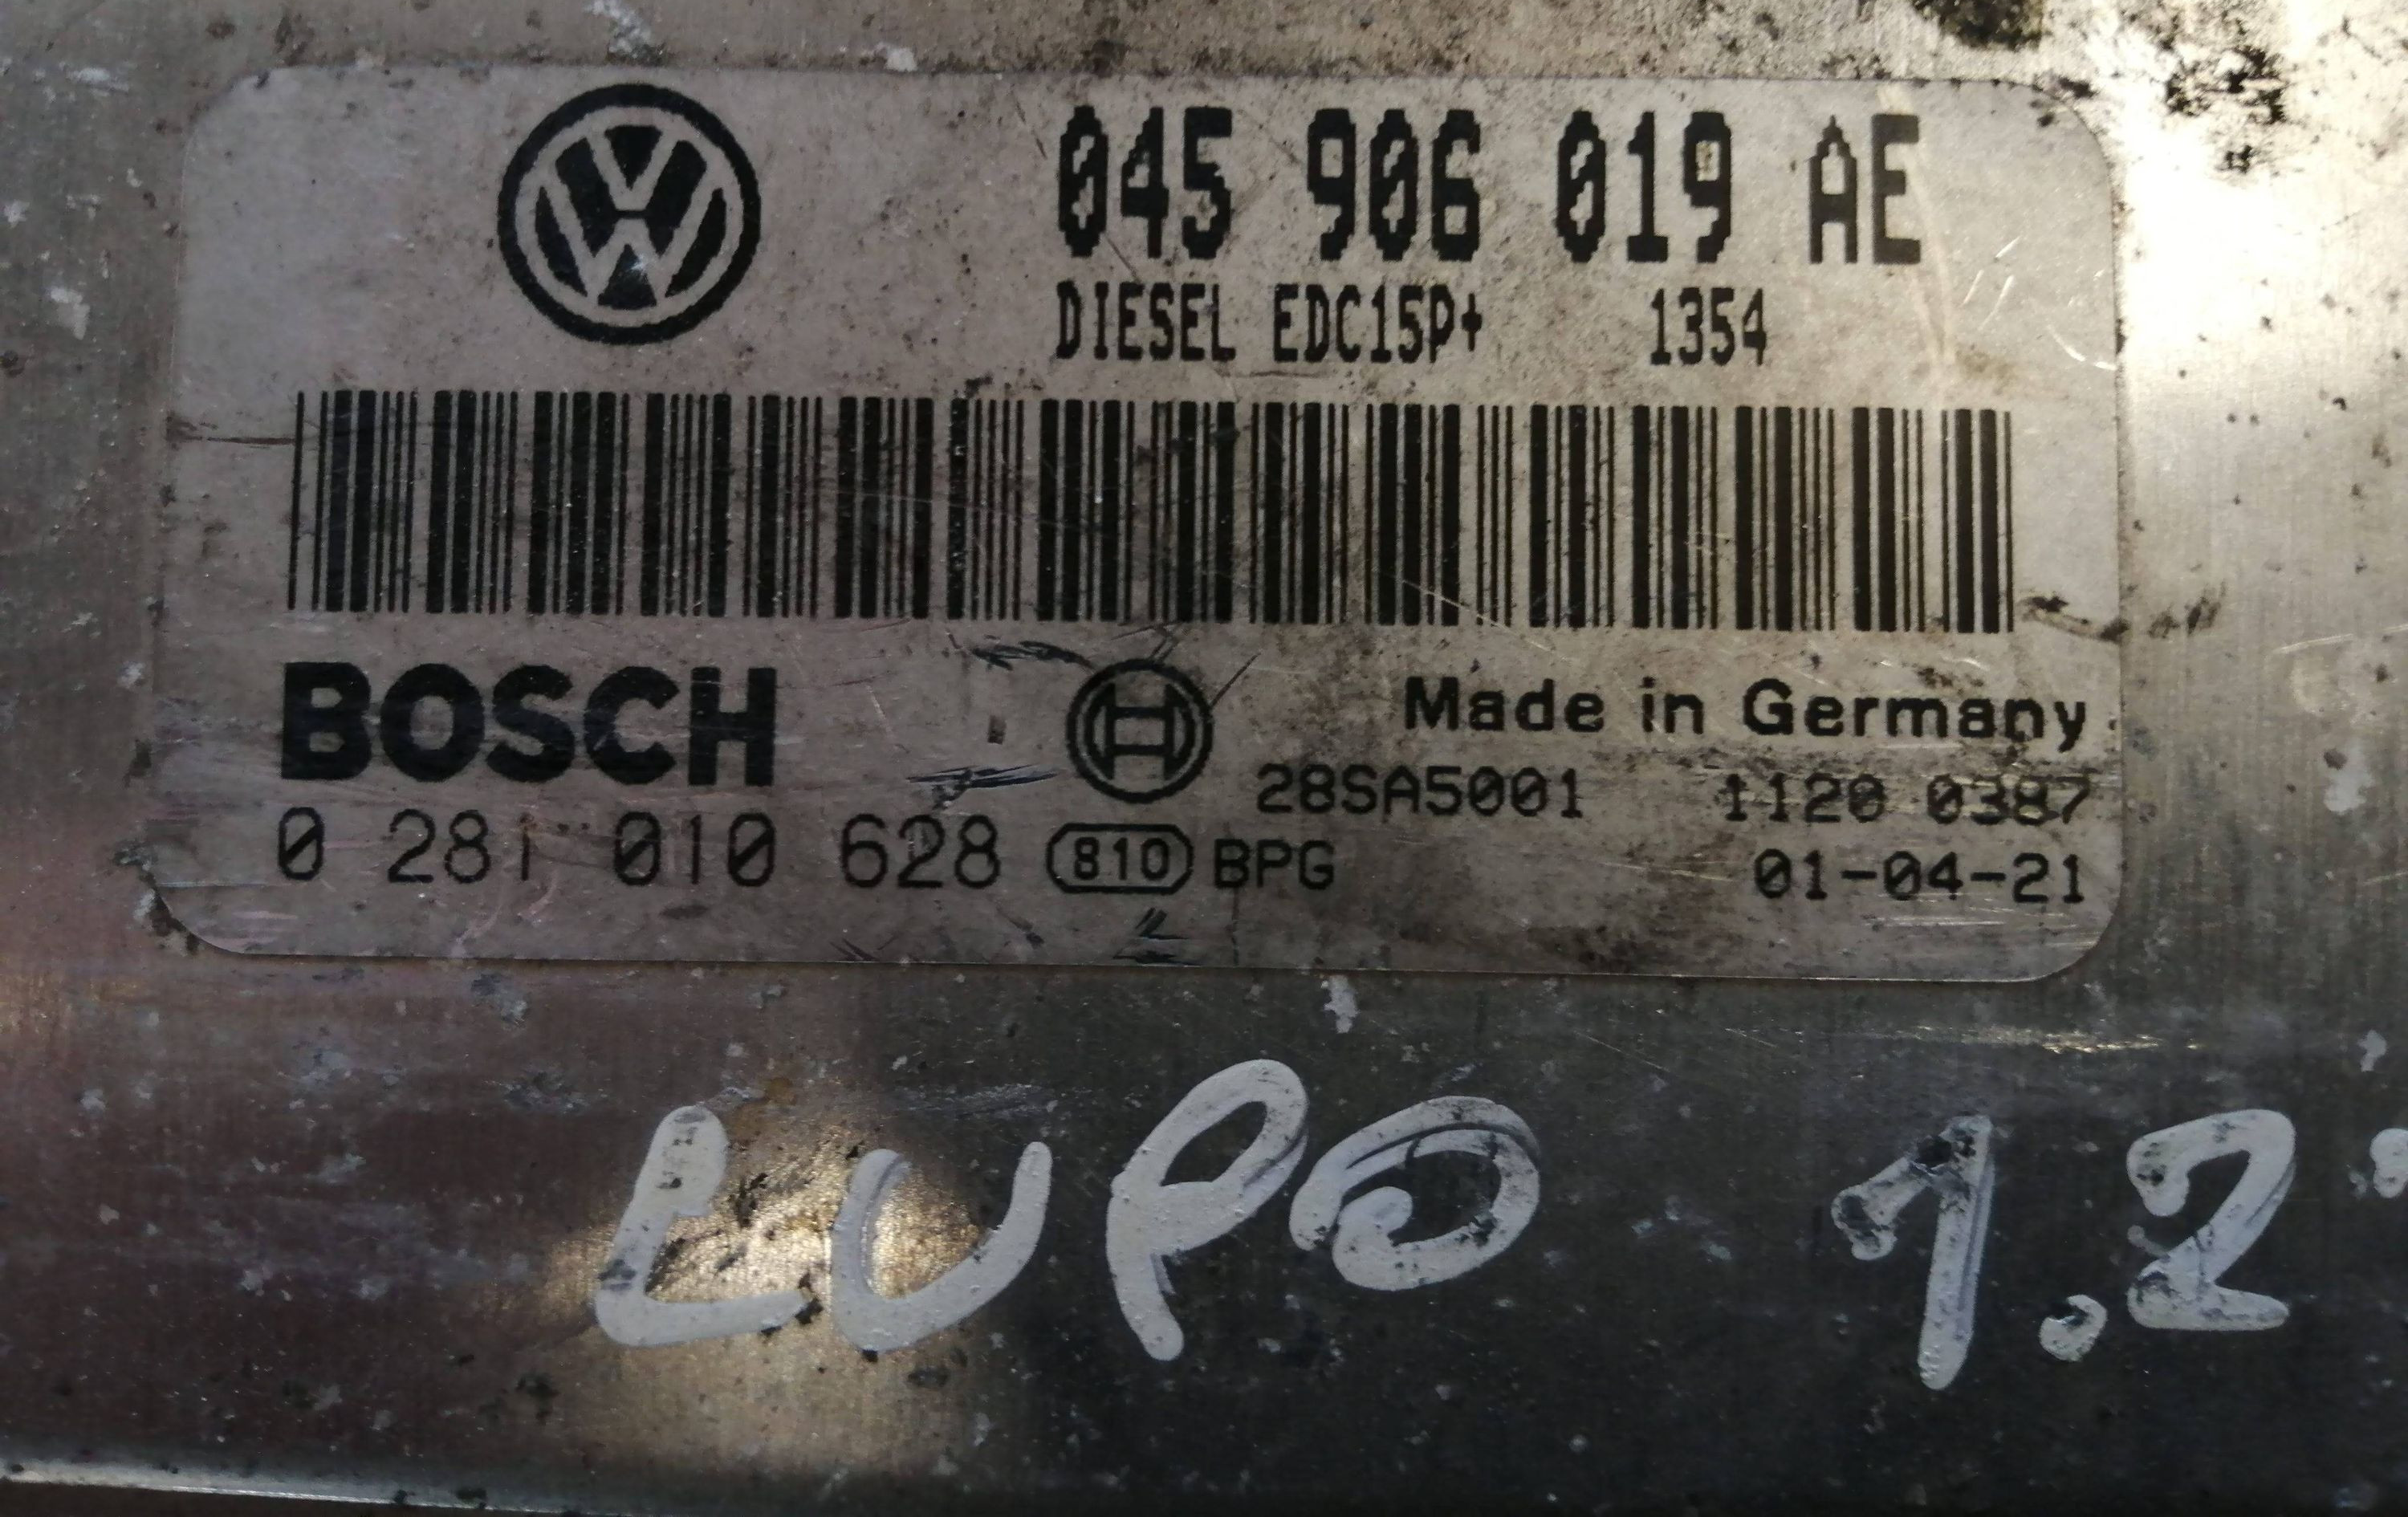 045 906 019 AE
DIESEL EDC15P+ 1354
BOSCH
Made in Germany
28SA5001 1120 0387
0 281 010 628 810 BPG 01-04-21
LUPO 1.2